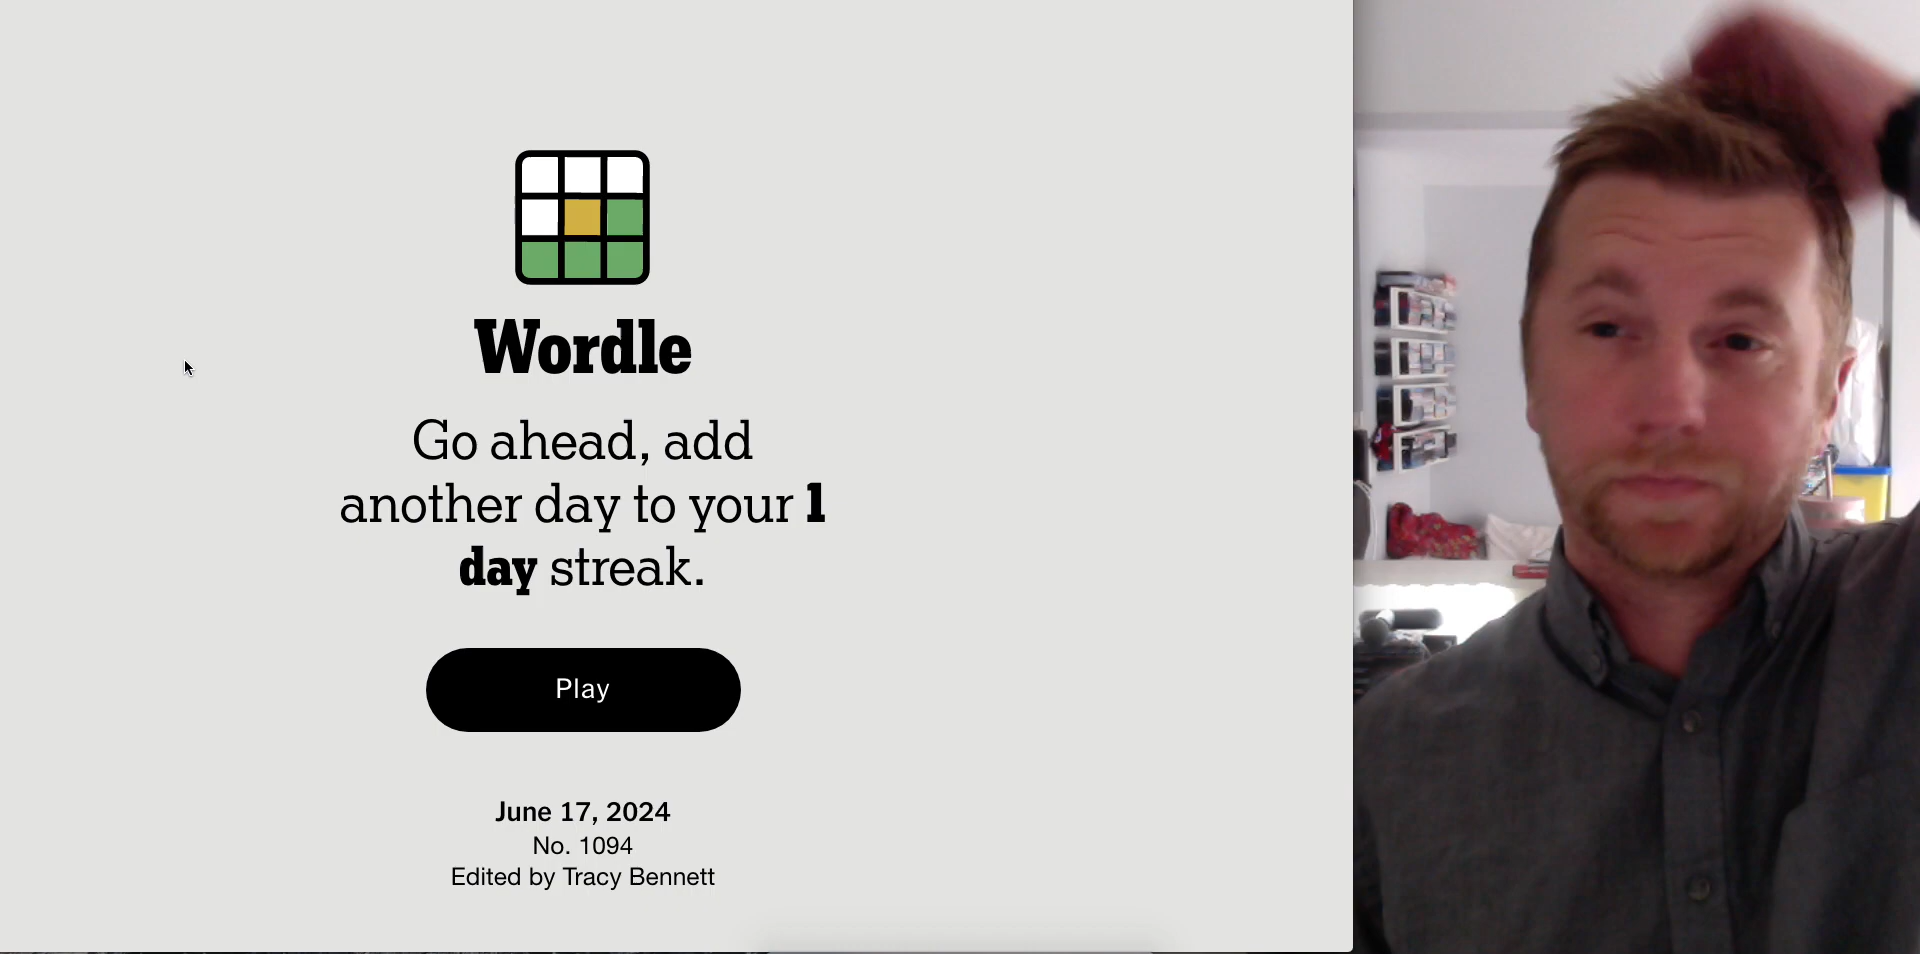 Wordle
Go ahead, add
another day to your 1
day streak.
Play
June 17, 2024
No. 1094
Edited by Tracy Bennett